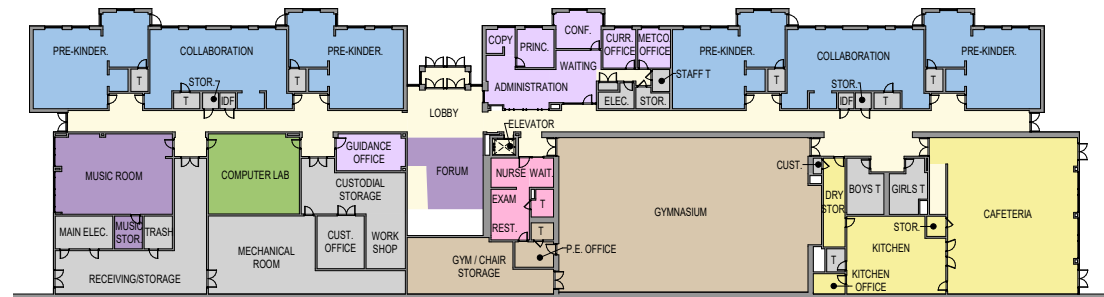 PRE-KINDER.
COLLABORATION
PRE-KINDER.
STOR.
T
T
IDF
T
COPY
PRINC.
CONF.
CURR.
OFFICE
METCO
OFFICE
WAITING
ADMINISTRATION
STAFF T
ELEC.
STOR.
PRE-KINDER.
COLLABORATION
PRE-KINDER.
STOR.
T
IDF
T
T
LOBBY
ELEVATOR
MUSIC ROOM
COMPUTER LAB
GUIDANCE
OFFICE
CUSTODIAL
STORAGE
FORUM
NURSE WAIT.
EXAM
T
REST.
T
GYMNASIUM
CUST.
DRY
STOR
BOYS T
GIRLS T
CAFETERIA
MAIN ELEC.
MUSIC
STOR.
TRASH
RECEIVING/STORAGE
MECHANICAL
ROOM
CUST.
OFFICE
WORK
SHOP
GYM / CHAIR
STORAGE
P.E. OFFICE
STOR.
KITCHEN
T
KITCHEN
OFFICE